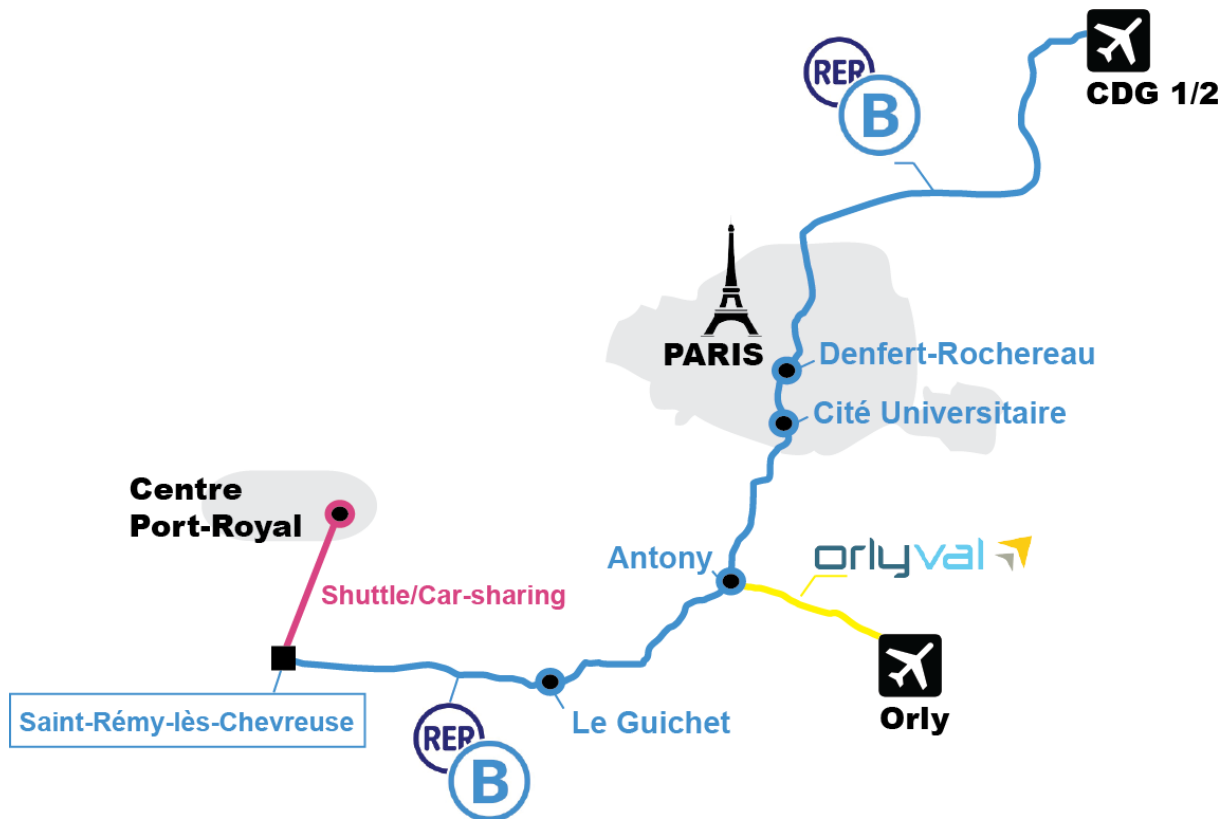 RER
B
CDG 1/2
PARIS
Denfert-Rochereau
Cité Universitaire
Centre
Port-Royal
Antony
orlyval
Shuttle/Car-sharing
Orly
Saint-Rémy-lès-Chevreuse
Le Guichet
RER
B